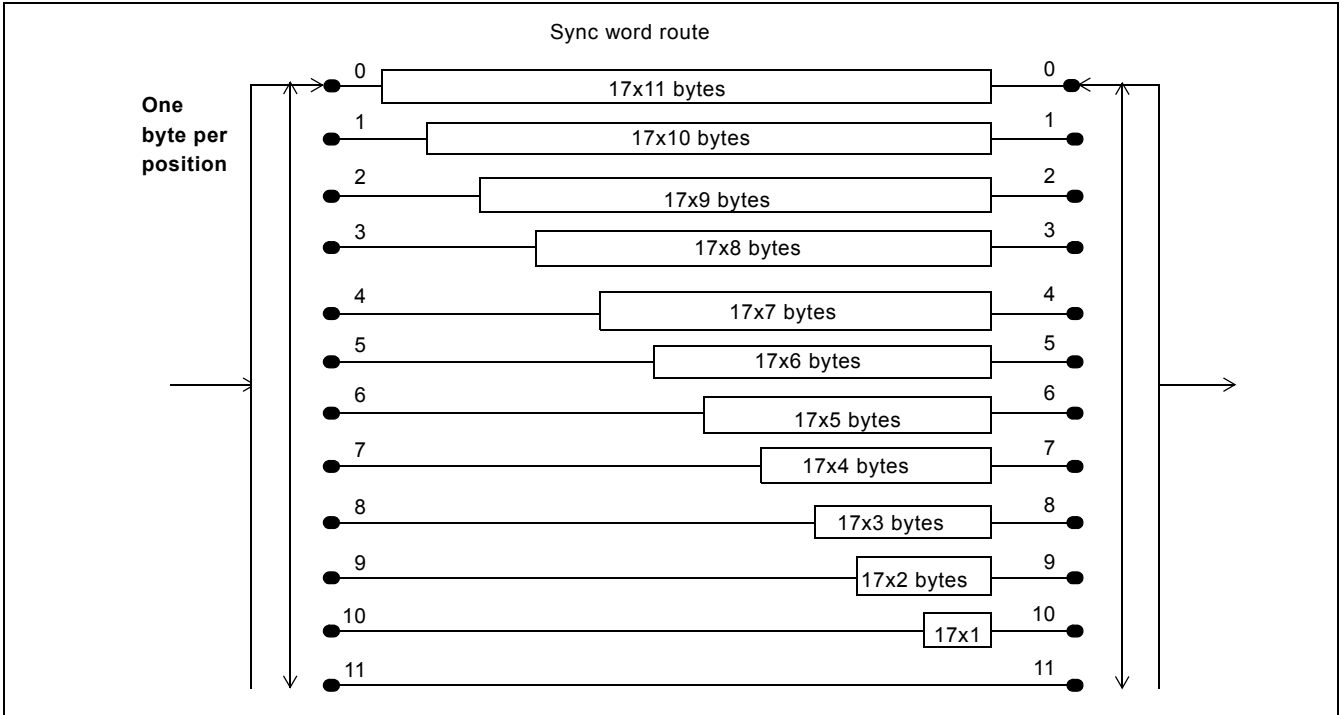 Sync word route
One
byte per
position
0 17x11 bytes 0
1 17x10 bytes 1
2 17x9 bytes 2
3 17x8 bytes 3
4 17x7 bytes 4
5 17x6 bytes 5
6 17x5 bytes 6
7 17x4 bytes 7
8 17x3 bytes 8
9 17x2 bytes 9
10 17x1 10
11 11